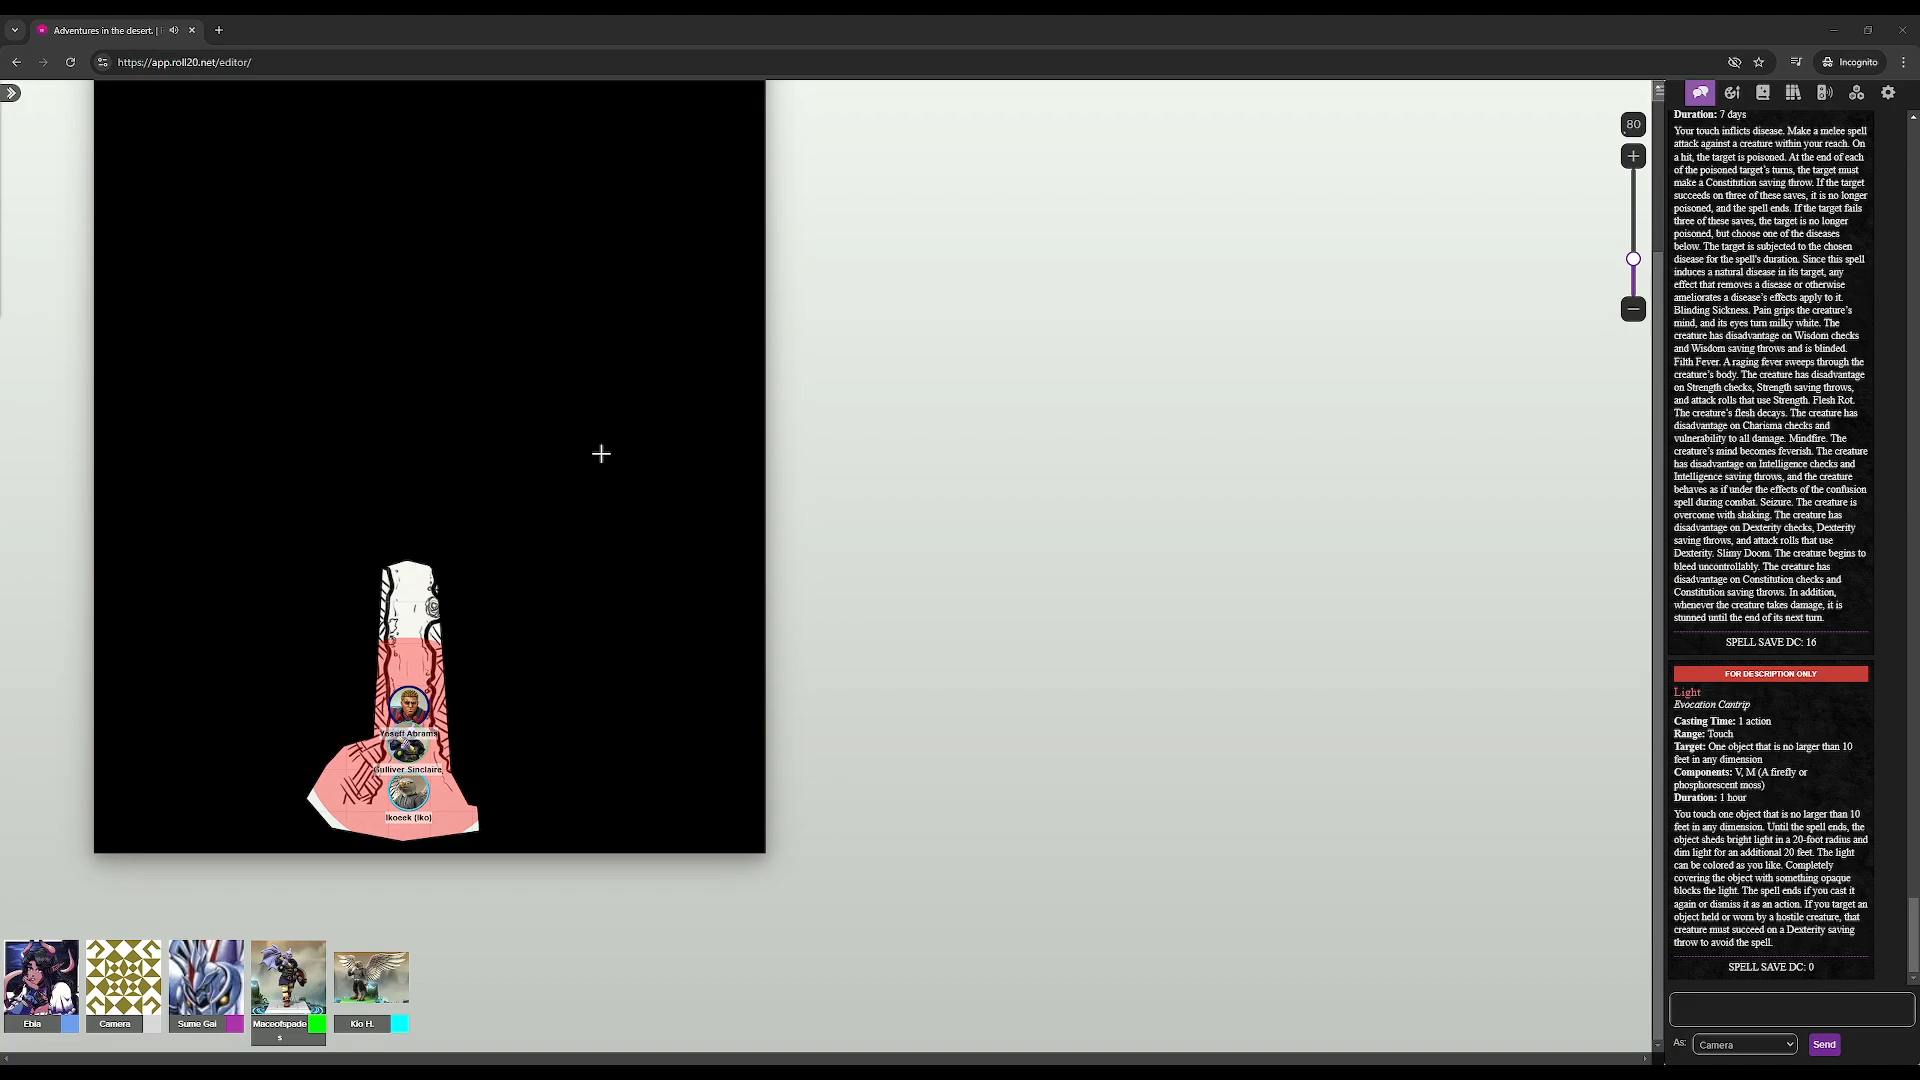 Adventures in the desert. |
https://app.roll20.net/editor/
Incognito
80
Yoseff Abrams
Gulliver Sinclaire
Ikoeek (Iko)
Ebia
Camera
Sume Gai
Maceofspade
s
Kio H.
Duration: 7 days
Your touch inflicts disease. Make a melee spell
attack against a creature within your reach. On
a hit, the target is poisoned. At the end of each
of the poisoned target's turns, the target must
make a Constitution saving throw. If the target
succeeds on three of these saves, it is no longer
poisoned, and the spell ends. If the target fails
three of these saves, the target is no longer
poisoned, but choose one of the diseases
below. The target is subjected to the chosen
disease for the spell's duration. Since this spell
induces a natural disease in its target, any
effect that removes a disease or otherwise
ameliorates a disease's effects apply to it.
Blinding Sickness. Pain grips the creature's
mind, and its eyes turn milky white. The
creature has disadvantage on Wisdom checks
and Wisdom saving throws and is blinded.
Filth Fever. A raging fever sweeps through the
creature's body. The creature has disadvantage
on Strength checks, Strength saving throws,
and attack rolls that use Strength. Flesh Rot.
The creature's flesh decays. The creature has
disadvantage on Charisma checks and
vulnerability to all damage. Mindfire. The
creature's mind becomes feverish. The creature
has disadvantage on Intelligence checks and
Intelligence saving throws, and the creature
behaves as if under the effects of the confusion
spell during combat. Seizure. The creature is
overcome with shaking. The creature has
disadvantage on Dexterity checks, Dexterity
saving throws, and attack rolls that use
Dexterity. Slimy Doom. The creature begins to
bleed uncontrollably. The creature has
disadvantage on Constitution checks and
Constitution saving throws. In addition,
whenever the creature takes damage, it is
stunned until the end of its next turn.
SPELL SAVE DC: 16
FOR DESCRIPTION ONLY
Light
Evocation Cantrip
Casting Time: 1 action
Range: Touch
Target: One object that is no larger than 10
feet in any dimension
Components: V, M (A firefly or
phosphorescent moss)
Duration: 1 hour
You touch one object that is no larger than 10
feet in any dimension. Until the spell ends, the
object sheds bright light in a 20-foot radius and
dim light for an additional 20 feet. The light
can be colored as you like. Completely
covering the object with something opaque
blocks the light. The spell ends if you cast it
again or dismiss it as an action. If you target an
object held or worn by a hostile creature, that
creature must succeed on a Dexterity saving
throw to avoid the spell.
SPELL SAVE DC: 0
As:
Camera
Send